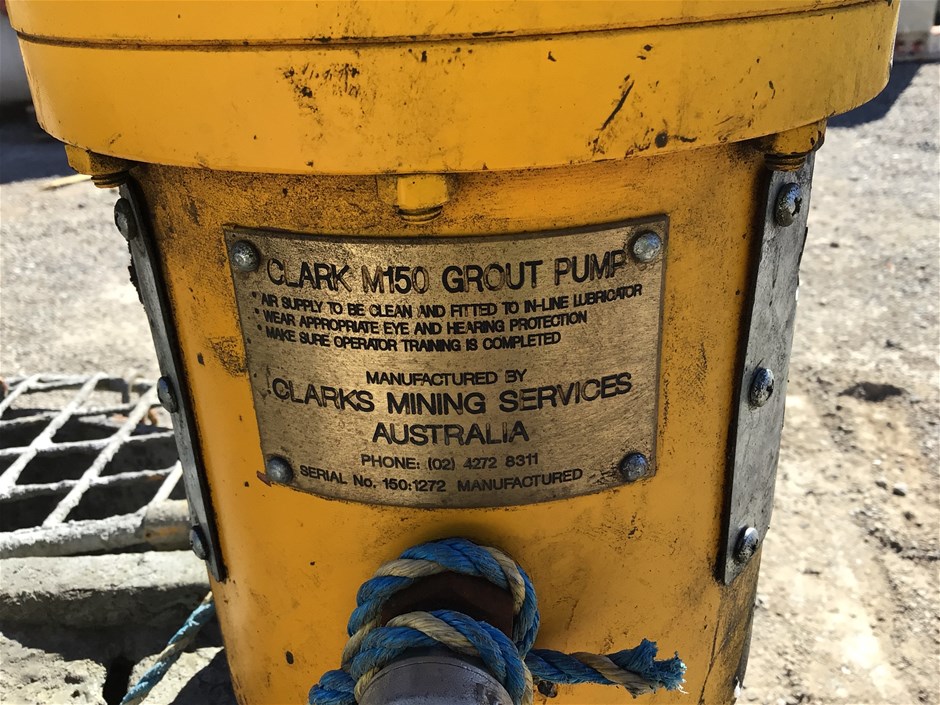 CLARK M150 GROUT PUMP
* AIR SUPPLY TO BE CLEAN AND FITTED TO IN-LINE LUBRICATOR
* WEAR APPROPRIATE EYE AND HEARING PROTECTION
* MAKE SURE OPERATOR TRAINING IS COMPLETED
MANUFACTURED BY
CLARKS MINING SERVICES
AUSTRALIA
PHONE: (02) 4272 8311
SERIAL No. 150:1272 MANUFACTURED